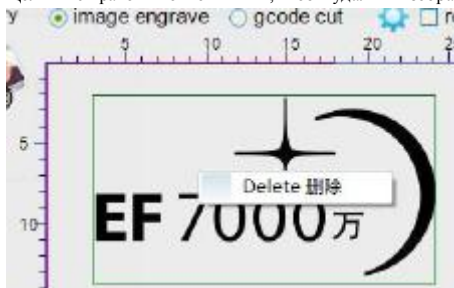 image engrave gcode cut
5 10 15 20
5
Delete 删除
EF 7000万
10